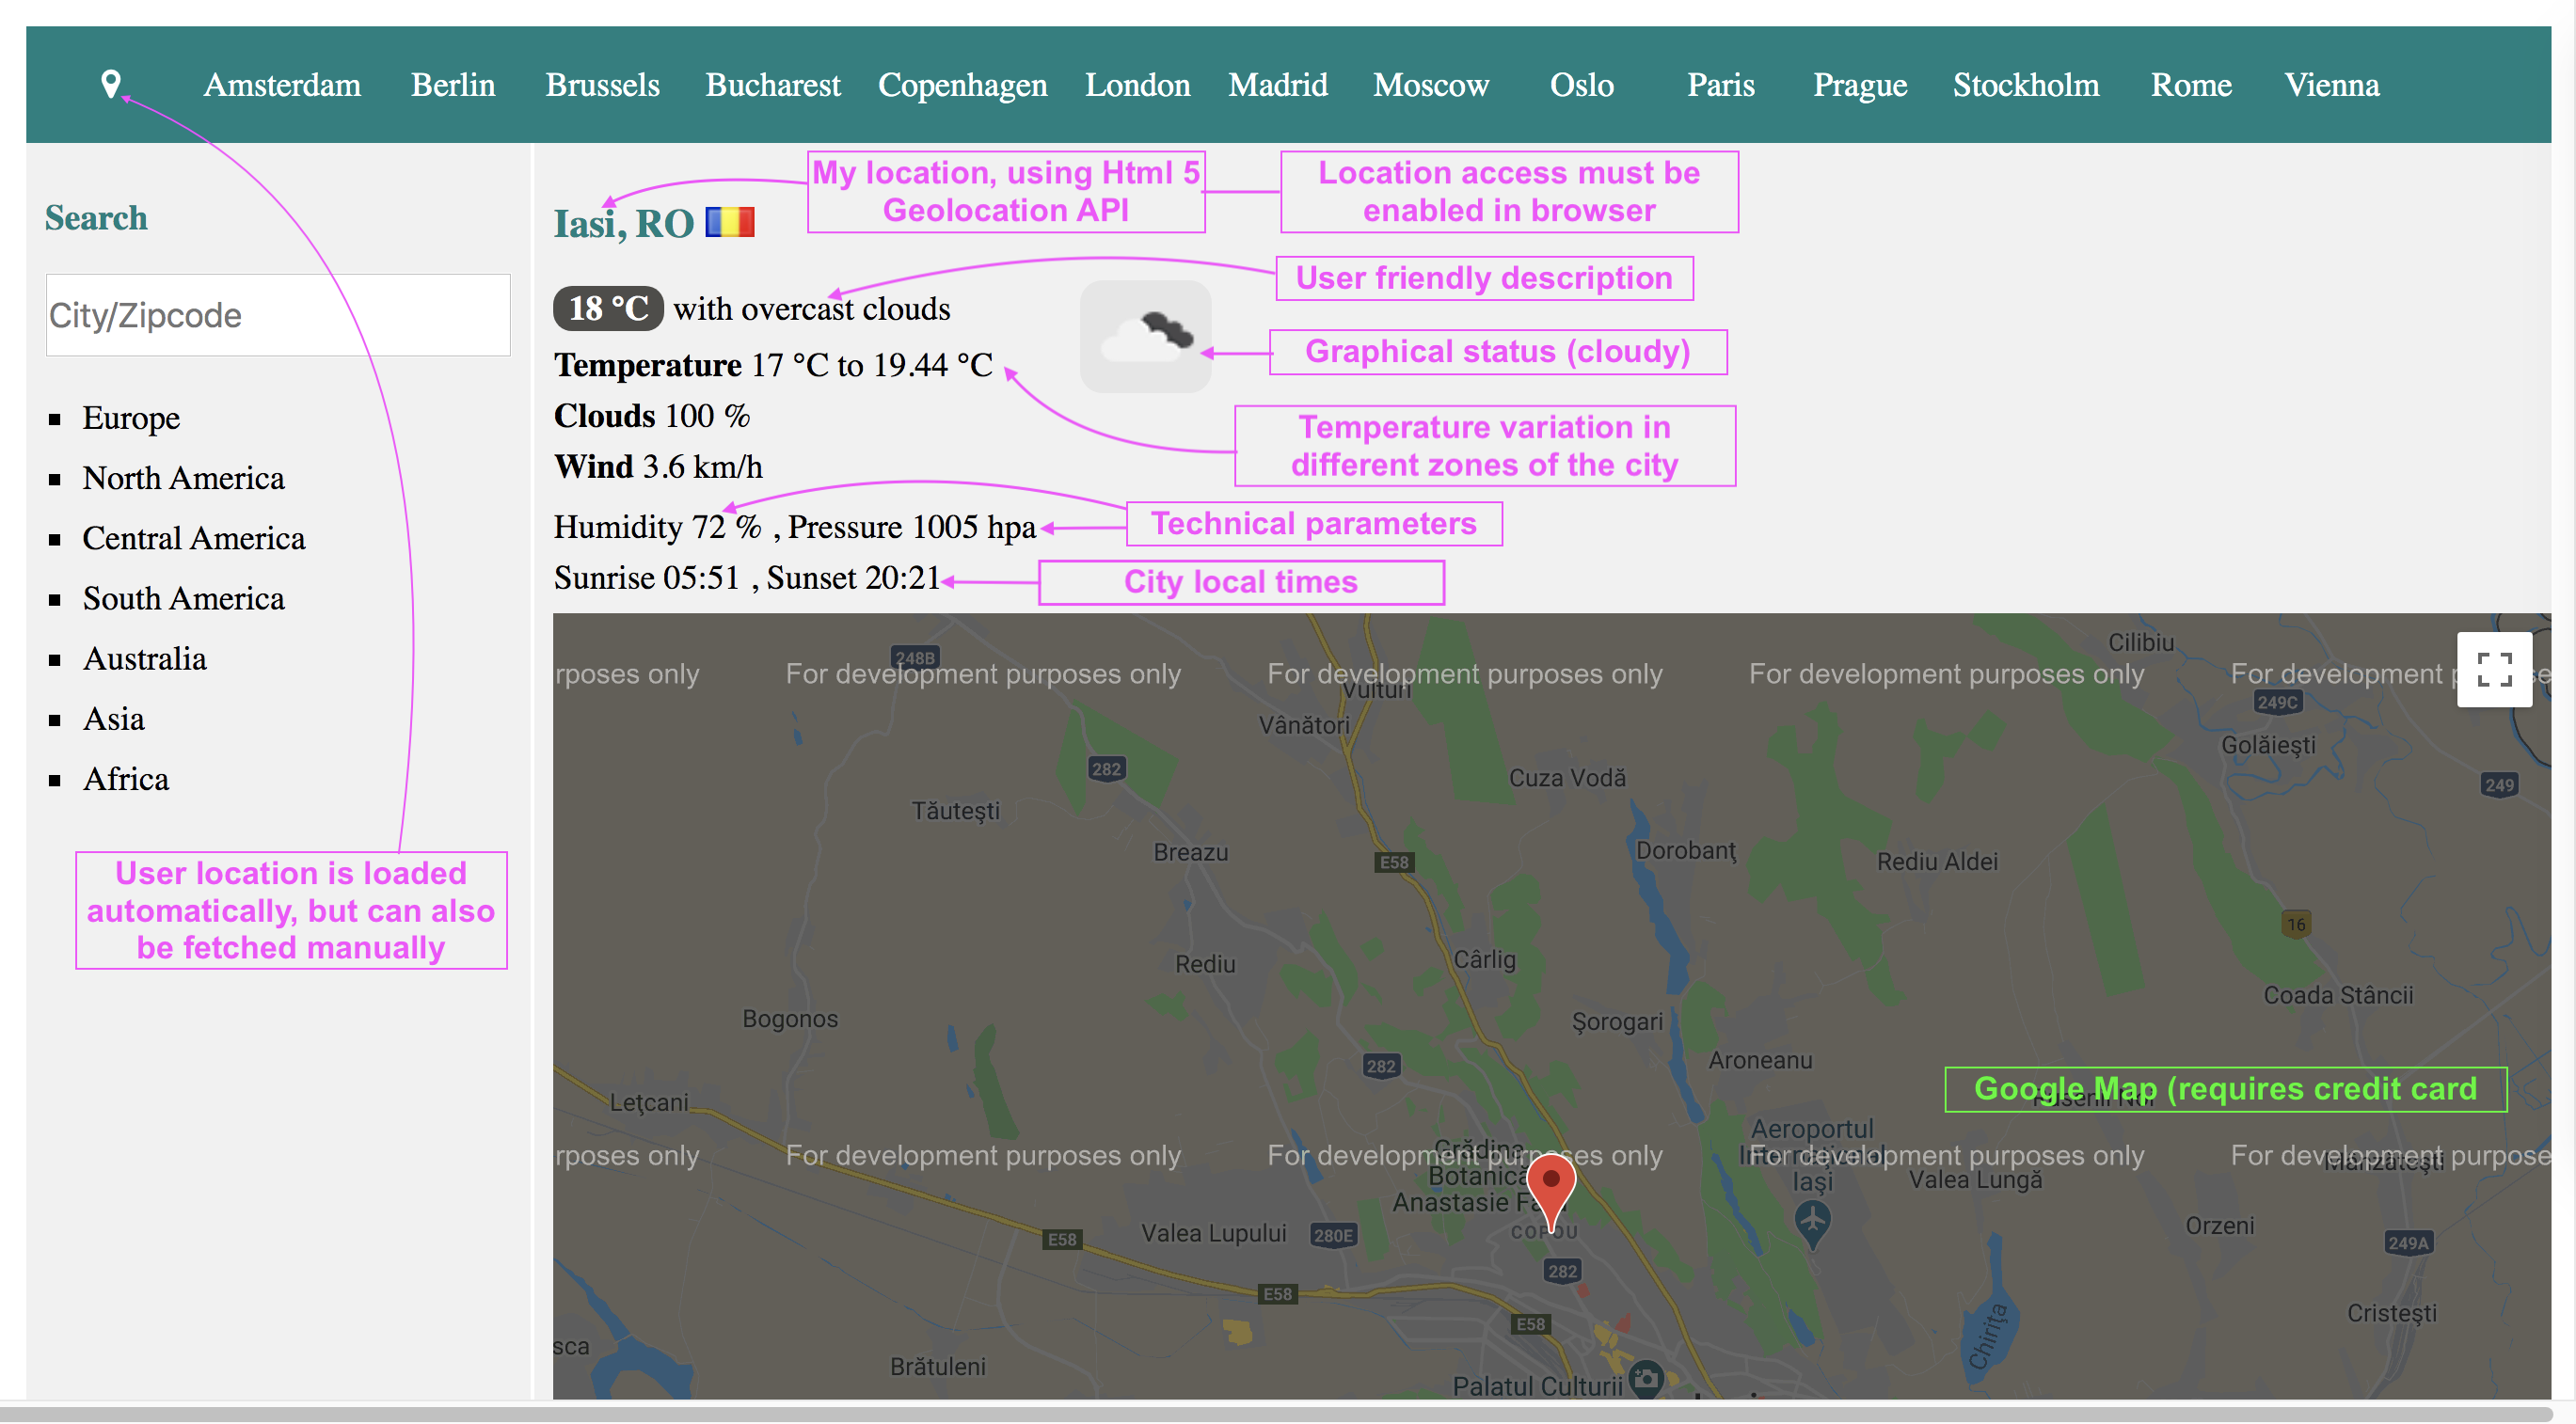 Amsterdam Berlin Brussels Bucharest Copenhagen London Madrid Moscow Oslo Paris Prague Stockholm Rome Vienna
Search
City/Zipcode
Europe
North America
Central America
South America
Australia
Asia
Africa
User location is loaded
automatically, but can also
be fetched manually
My location, using Html 5
Geolocation API
Location access must be
enabled in browser
Iasi, RO
User friendly description
18 °C with overcast clouds
Graphical status (cloudy)
Temperature 17 °C to 19.44 °C
Clouds 100 %
Temperature variation in
different zones of the city
Wind 3.6 km/h
Humidity 72 % , Pressure 1005 hpa
Technical parameters
Sunrise 05:51 , Sunset 20:21
City local times
Cilibiu
248B
rposes only For development purposes only For development purposes only For development purposes only For development
Vulturi
249C
Vânători
Golăiești
282
Cuza Vodă
249
Tăutești
Breazu
E58
Dorobanț
Rediu Aldei
16
Rediu
Cârlig
Coada Stâncii
Bogonos
Șorogari
282
Aroneanu
Google Map (requires credit card
Lețcani
Aeroportul
Internațional
Iași
rposes only For development purposes only For development purposes only For development purposes only For development purpose
Grădina
Botanică
Anastasie
Mânzătești
Valea Lungă
COPOU
Valea Lupului
280E
E58
Orzeni
249A
282
E58
E58
Chirița
Cristești
sca
Brătuleni
Palatul Culturii